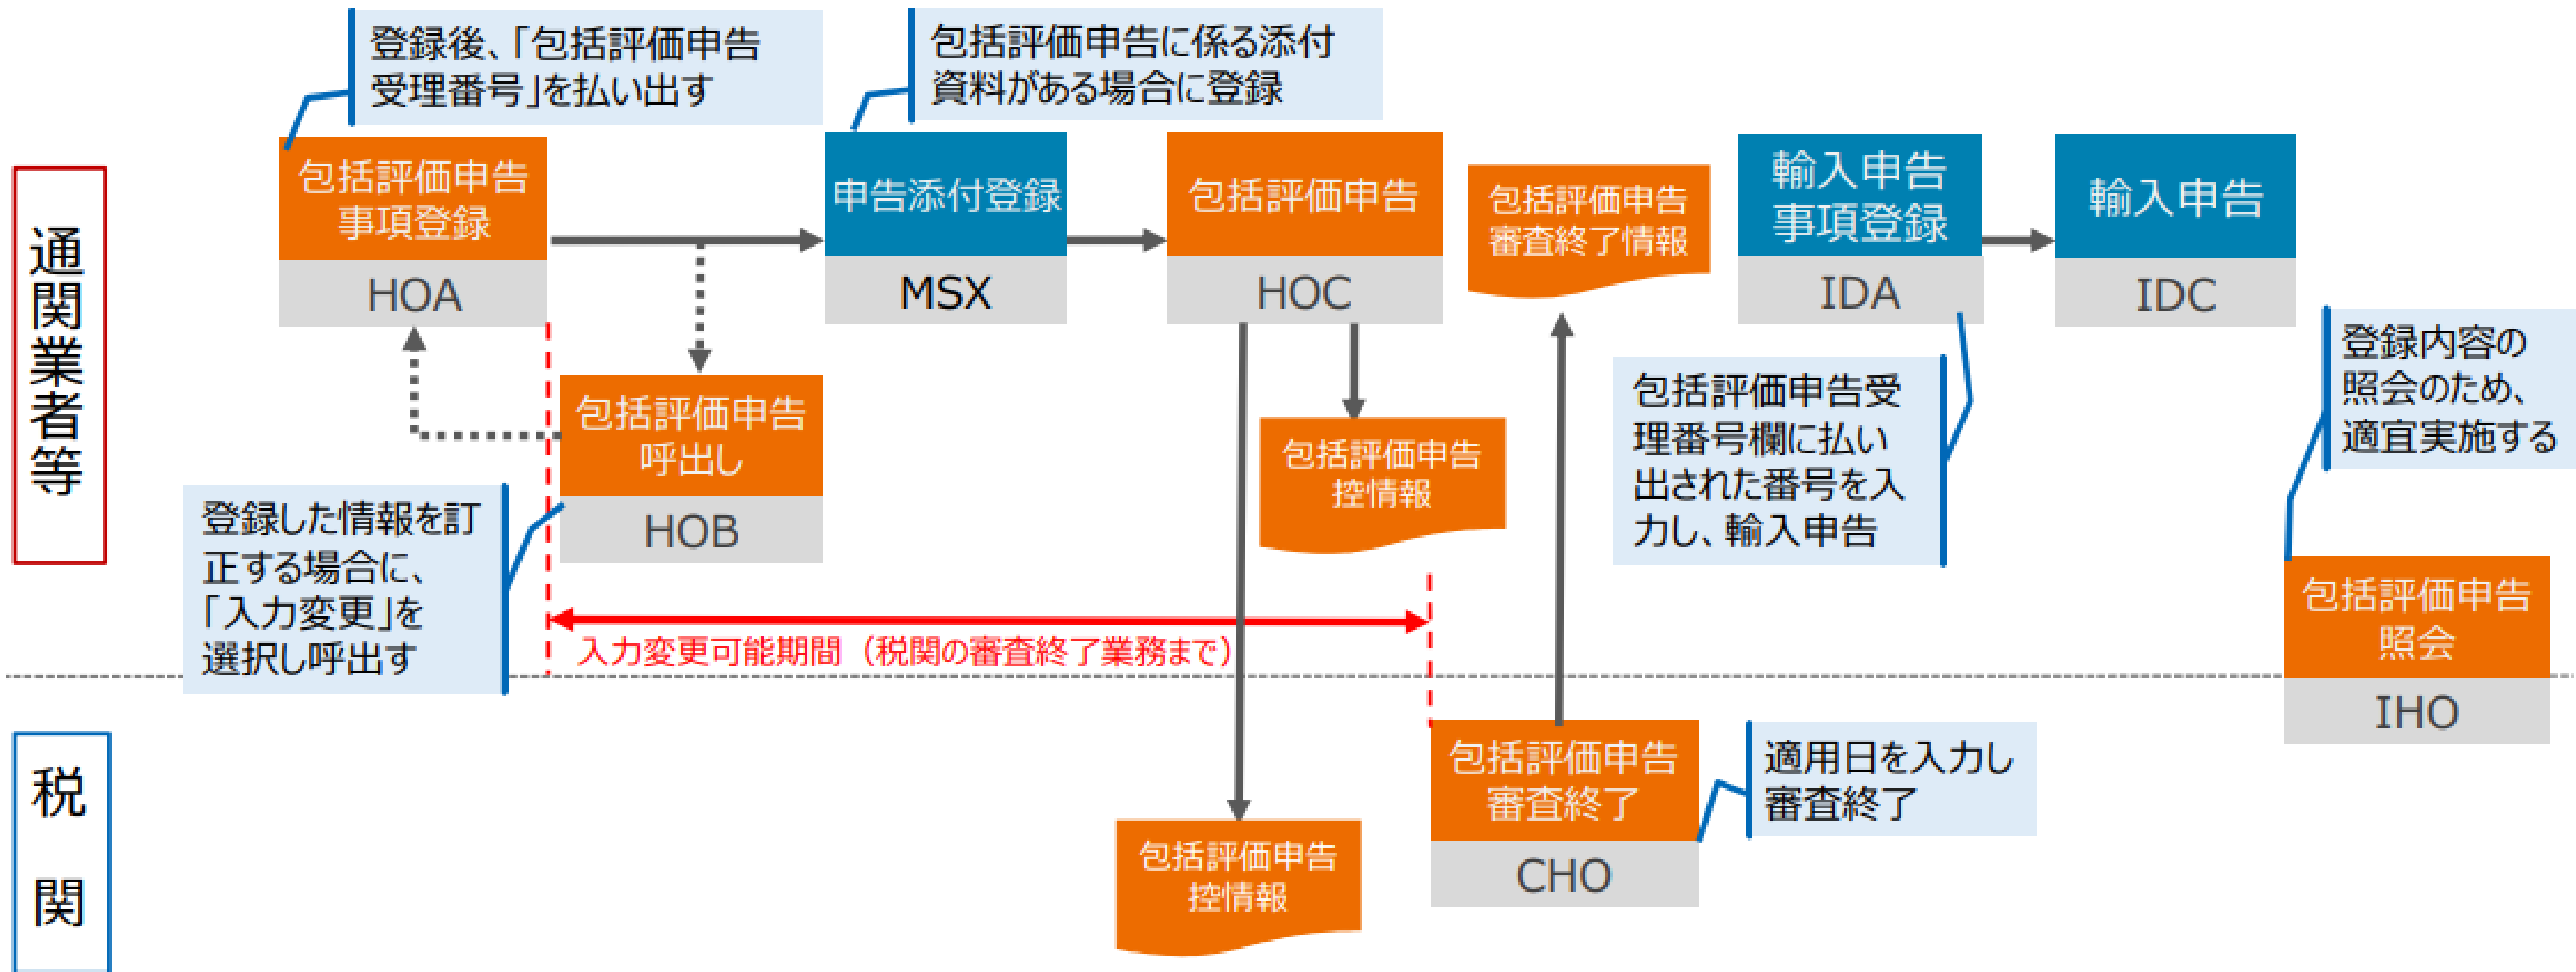 登録後、「包括評価申告
受理番号」を払い出す
包括評価申告に係る添付
資料がある場合に登録
通関業者等
包括評価申告
事項登録
HOA
申告添付登録
MSX
包括評価申告
HOC
包括評価申告
審査終了情報
輸入申告
事項登録
IDA
輸入申告
IDC
包括評価申告
呼出し
HOB
登録した情報を訂
正する場合に、
「入力変更」を
選択し呼出す
包括評価申告
控情報
包括評価申告受
理番号欄に払い
出された番号を入
力し、輸入申告
登録内容の
照会のため、
適宜実施する
入力変更可能期間（税関の審査終了業務まで）
包括評価申告
照会
IHO
税関
包括評価申告
控情報
包括評価申告
審査終了
CHO
適用日を入力し
審査終了